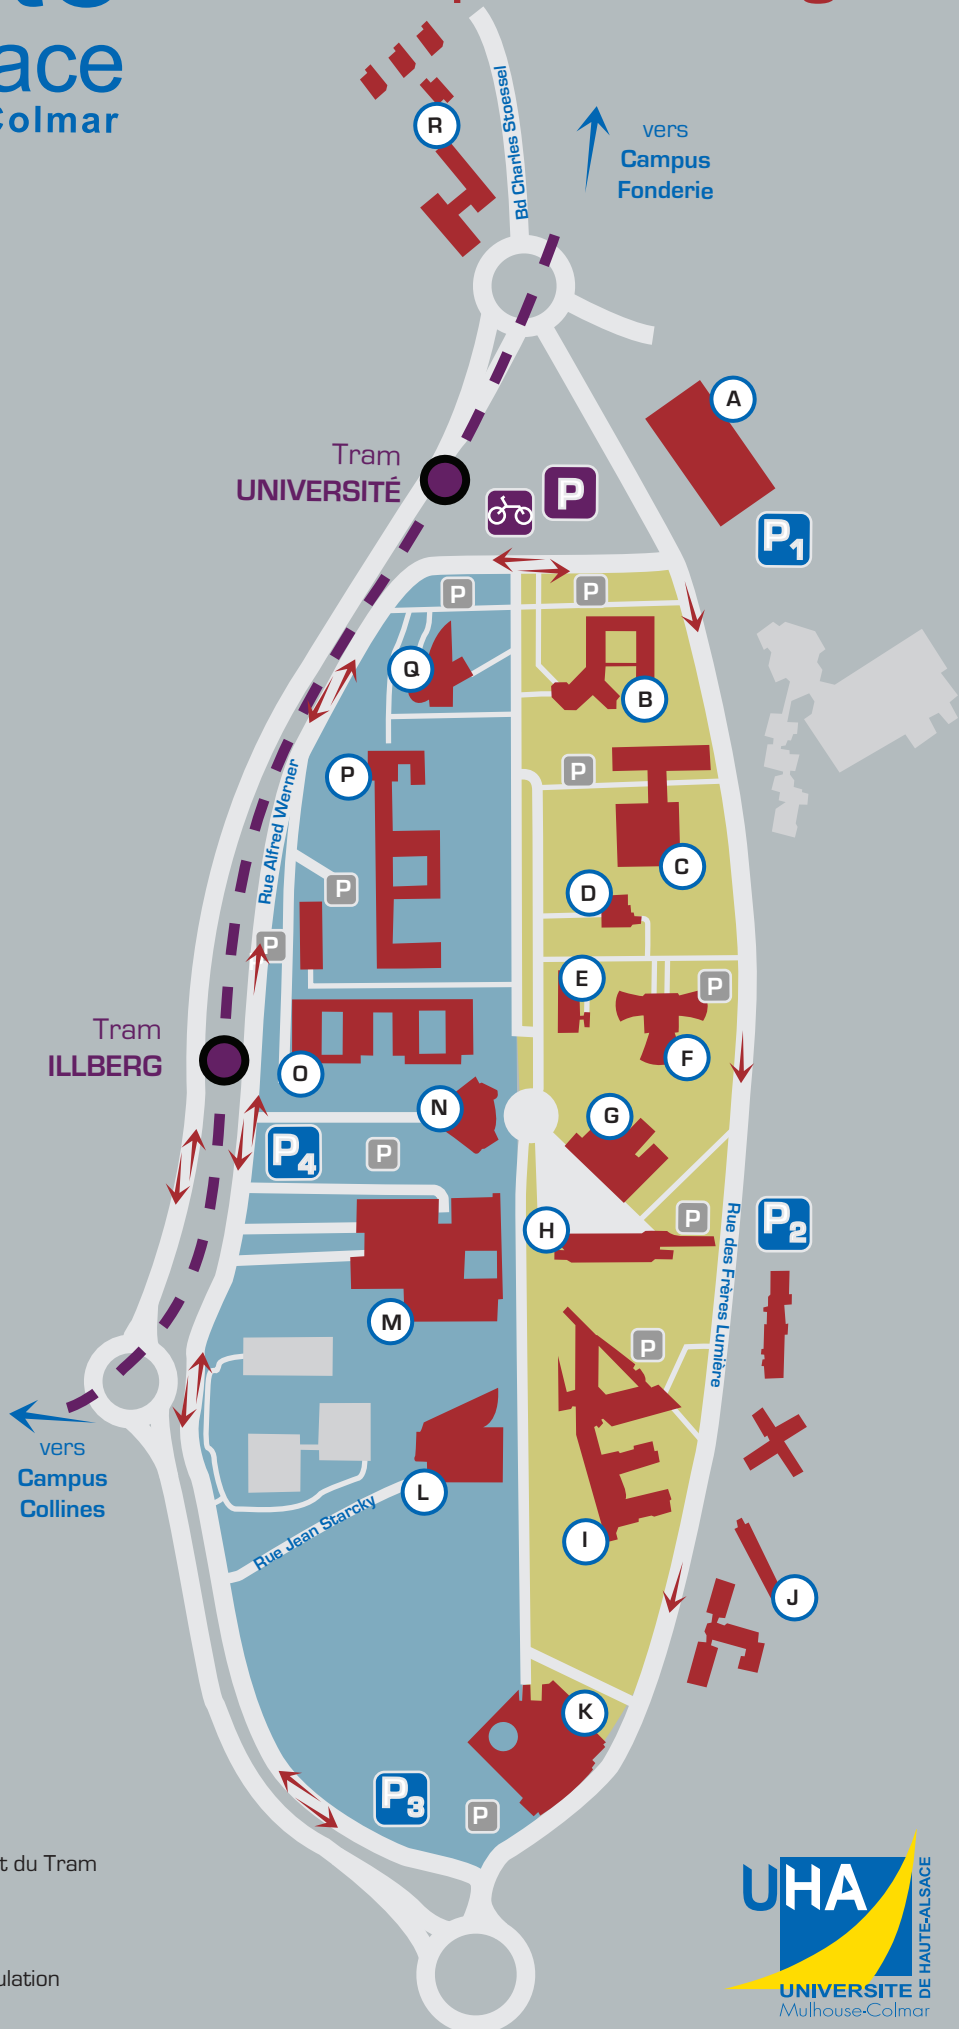 ace
Colmar
R
Bd Charles Stoessel
vers
Campus
Fonderie
A
Tram
UNIVERSITÉ
P
P1
P
P
Q
B
P
P
C
Rue Alfred Werner
P
D
P
E
P
F
Tram
ILLBERG
O
N
G
P4
P
H
P
P2
M
Rue des Frères Lumière
P
vers
Campus
Collines
L
Rue Jean Starcky
I
J
K
P3
P
t du Tram
ulation
UHA
UNIVERSITE
DE HAUTE-ALSACE
Mulhouse-Colmar